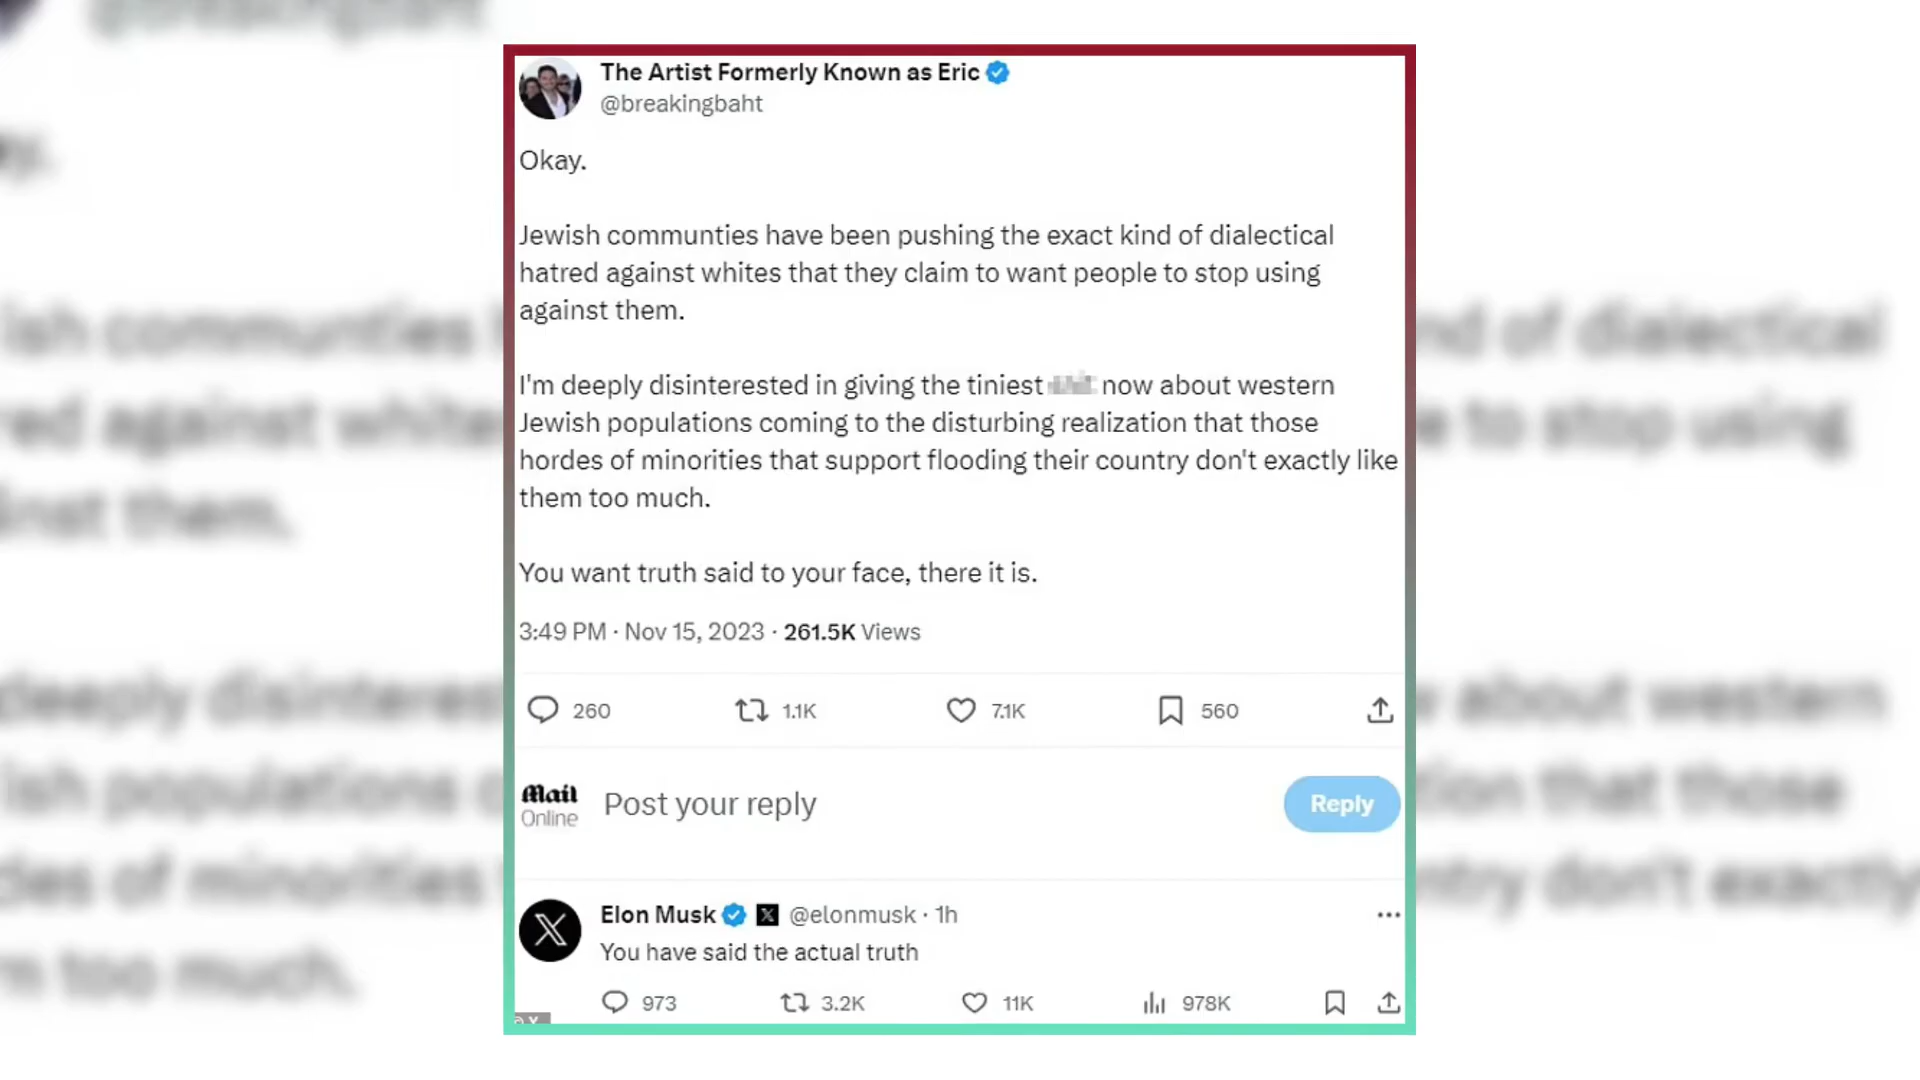 The Artist Formerly Known as Eric
@breakingbaht
Okay.
Jewish communties have been pushing the exact kind of dialectical
hatred against whites that they claim to want people to stop using
against them.
I'm deeply disinterested in giving the tiniest now about western
Jewish populations coming to the disturbing realization that those
hordes of minorities that support flooding their country don't exactly like
them too much.
You want truth said to your face, there it is.
3:49 PM · Nov 15, 2023 · 261.5K Views
260 1.1K 7.1K 560
Mail
Online
Post your reply
Reply
Elon Musk @elonmusk · 1h
You have said the actual truth
973 3.2K 11K 978K